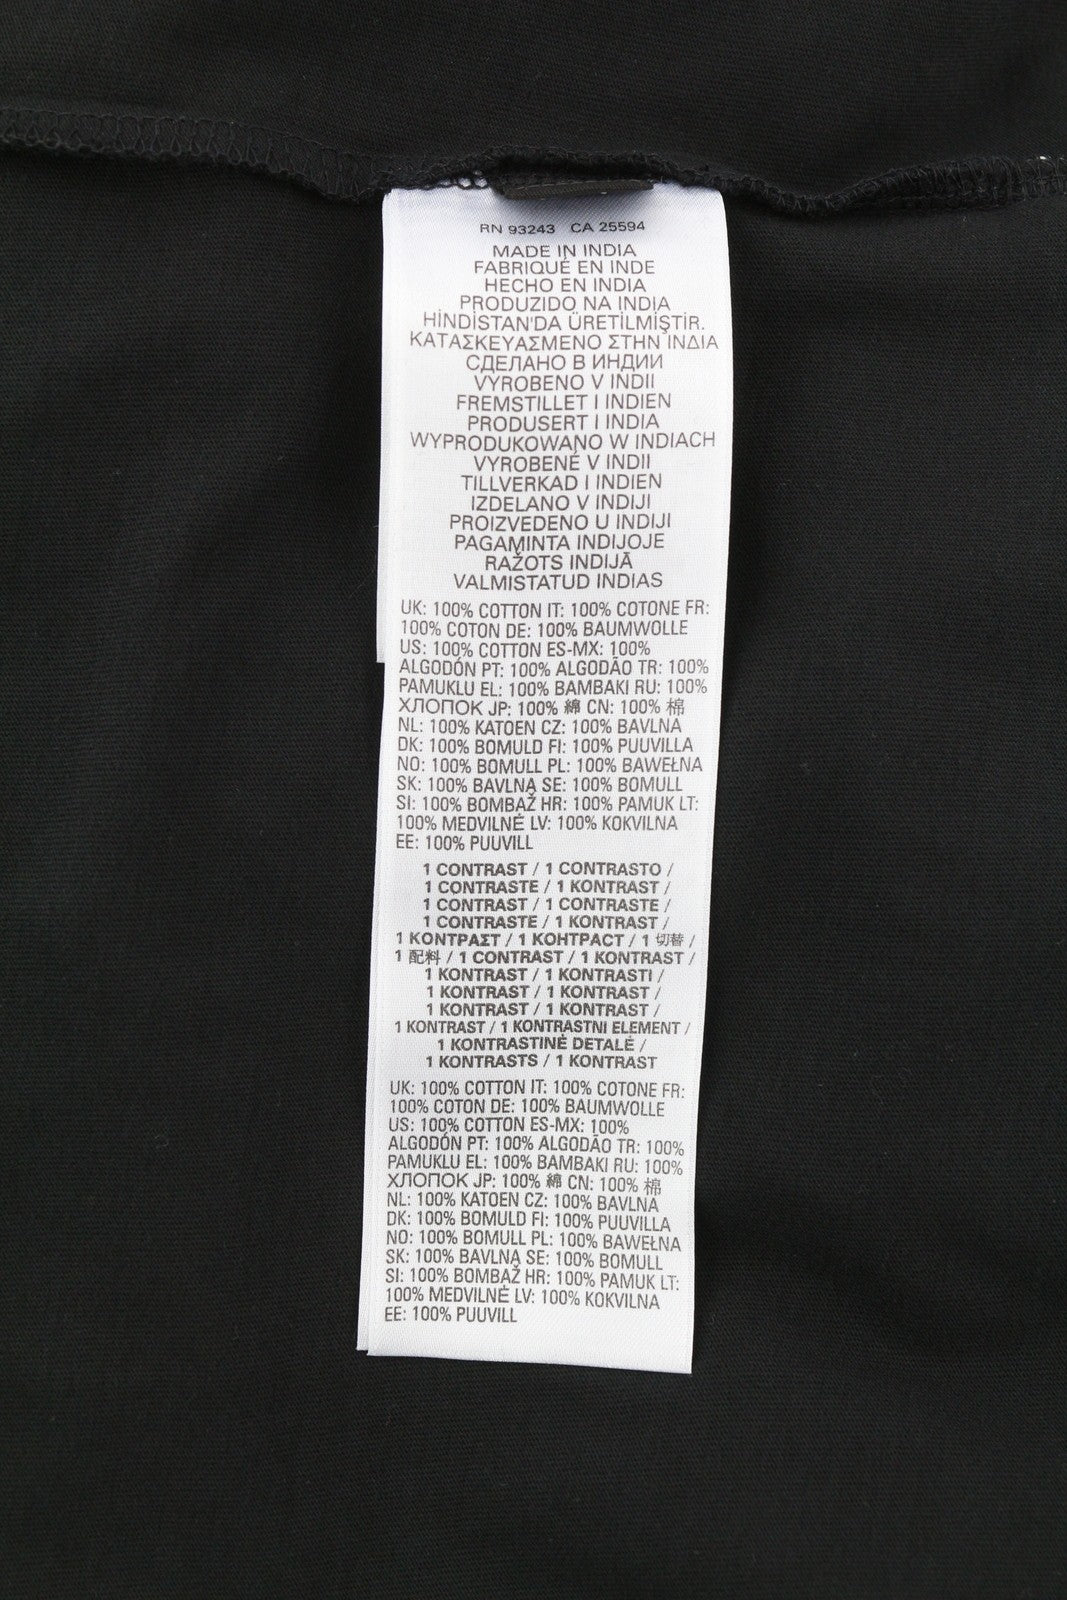 RN 93243 CA 25594
MADE IN INDIA
FABRIQUÉ EN INDE
HECHO EN INDIA
PRODUZIDO NA INDIA
HİNDİSTAN'DA ÜRETİLMİŞTİR.
ΚΑΤΑΣΚΕΥΑΣΜΕΝΟ ΣΤΗΝ ΙΝΔΙΑ
СДЕЛАНО В ИНДИИ
VYROBENO V INDII
FREMSTILLET I INDIEN
PRODUSERT I INDIA
WYPRODUKOWANO W INDIACH
VYROBENÉ V INDII
TILLVERKAD I INDIEN
IZDELANO V INDIJI
PROIZVEDENO U INDIJI
PAGAMINTA INDIJOJE
RAŽOTS INDIJĀ
VALMISTATUD INDIAS
UK: 100% COTTON IT: 100% COTONE FR:
100% COTON DE: 100% BAUMWOLLE
US: 100% COTTON ES-MX: 100%
ALGODÓN PT: 100% ALGODÃO TR: 100%
PAMUKLU EL: 100% BAMBAKI RU: 100%
ХЛОПОК JP: 100% 綿 CN: 100% 棉
NL: 100% KATOEN CZ: 100% BAVLNA
DK: 100% BOMULD FI: 100% PUUVILLA
NO: 100% BOMULL PL: 100% BAWEŁNA
SK: 100% BAVLNA SE: 100% BOMULL
SI: 100% BOMBAŽ HR: 100% PAMUK LT:
100% MEDVILNĖ LV: 100% KOKVILNA
EE: 100% PUUVILL
1 CONTRAST / 1 CONTRASTO /
1 CONTRASTE / 1 KONTRAST /
1 CONTRAST / 1 CONTRASTE /
1 CONTRASTE / 1 KONTRAST /
1 ΚΟΝΤΡΑΣΤ / 1 КОНТРАСТ / 1 切替 /
1 配料 / 1 CONTRAST / 1 KONTRAST /
1 KONTRAST / 1 KONTRASTI /
1 KONTRAST / 1 KONTRAST /
1 KONTRAST / 1 KONTRAST /
1 KONTRAST / 1 KONTRASTNI ELEMENT /
1 KONTRASTINĖ DETALĖ /
1 KONTRASTS / 1 KONTRAST
UK: 100% COTTON IT: 100% COTONE FR:
100% COTON DE: 100% BAUMWOLLE
US: 100% COTTON ES-MX: 100%
ALGODÓN PT: 100% ALGODÃO TR: 100%
PAMUKLU EL: 100% BAMBAKI RU: 100%
ХЛОПОК JP: 100% 綿 CN: 100% 棉
NL: 100% KATOEN CZ: 100% BAVLNA
DK: 100% BOMULD FI: 100% PUUVILLA
NO: 100% BOMULL PL: 100% BAWEŁNA
SK: 100% BAVLNA SE: 100% BOMULL
SI: 100% BOMBAŽ HR: 100% PAMUK LT:
100% MEDVILNĖ LV: 100% KOKVILNA
EE: 100% PUUVILL